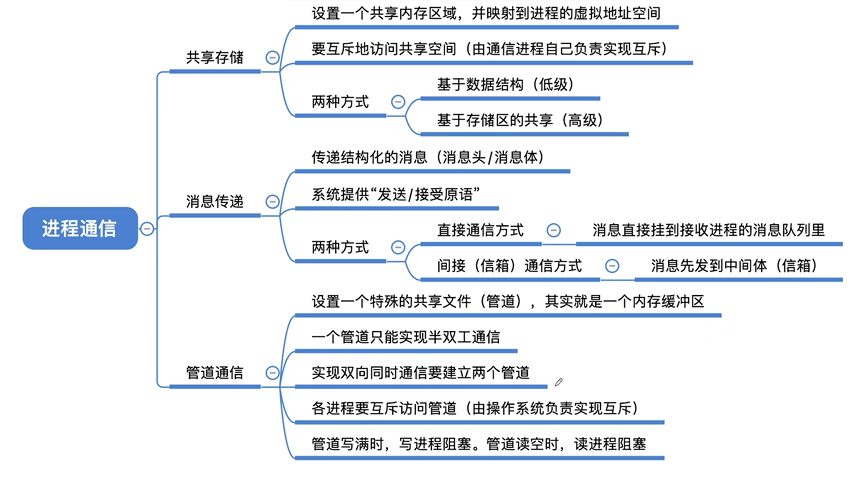 进程通信
共享存储
设置一个共享内存区域，并映射到进程的虚拟地址空间
要互斥地访问共享空间（由通信进程自己负责实现互斥）
两种方式
基于数据结构（低级）
基于存储区的共享（高级）
消息传递
传递结构化的消息（消息头/消息体）
系统提供“发送/接受原语”
两种方式
直接通信方式
消息直接挂到接收进程的消息队列里
间接（信箱）通信方式
消息先发到中间体（信箱）
管道通信
设置一个特殊的共享文件（管道），其实就是一个内存缓冲区
一个管道只能实现半双工通信
实现双向同时通信要建立两个管道
各进程要互斥访问管道（由操作系统负责实现互斥）
管道写满时，写进程阻塞。管道读空时，读进程阻塞